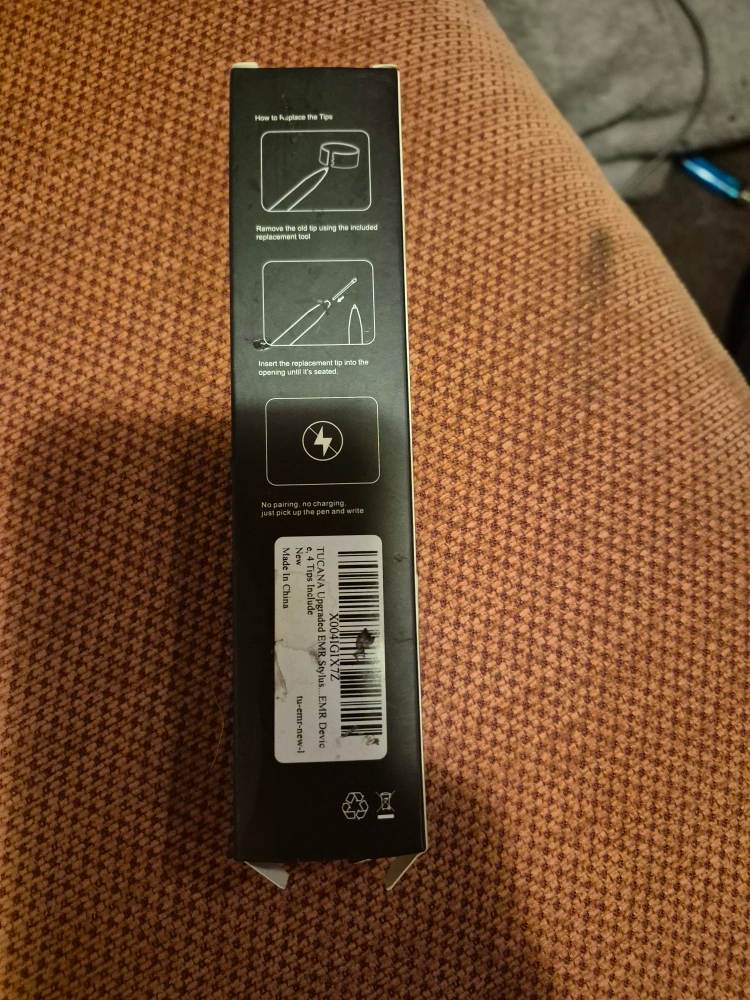 How to Replace the Tips
Remove the old tip using the included
replacement tool
Insert the replacement tip into the
opening until it's seated.
No pairing, no charging,
just pick up the pen and write
X004IG1X7Z
TUCANA Upgraded EMR Stylus...EMR Devic
e, 4 Tips Include
New
tu-emr-new-1
Made In China